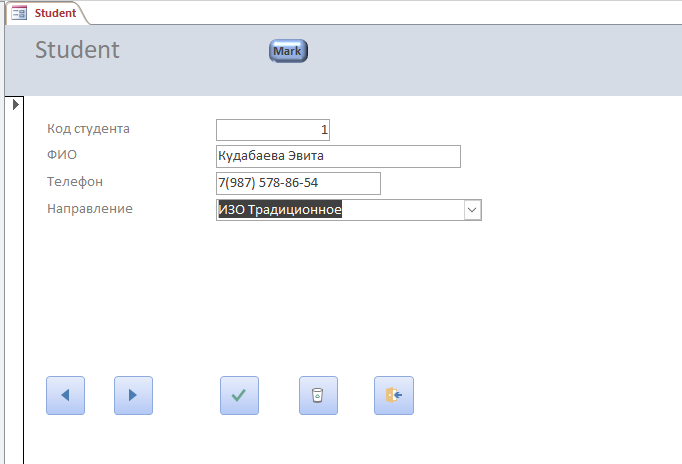 Student
Student
Mark
Код студента 1
ФИО Кудабаева Эвита
Телефон 7(987) 578-86-54
Направление ИЗО Традиционное